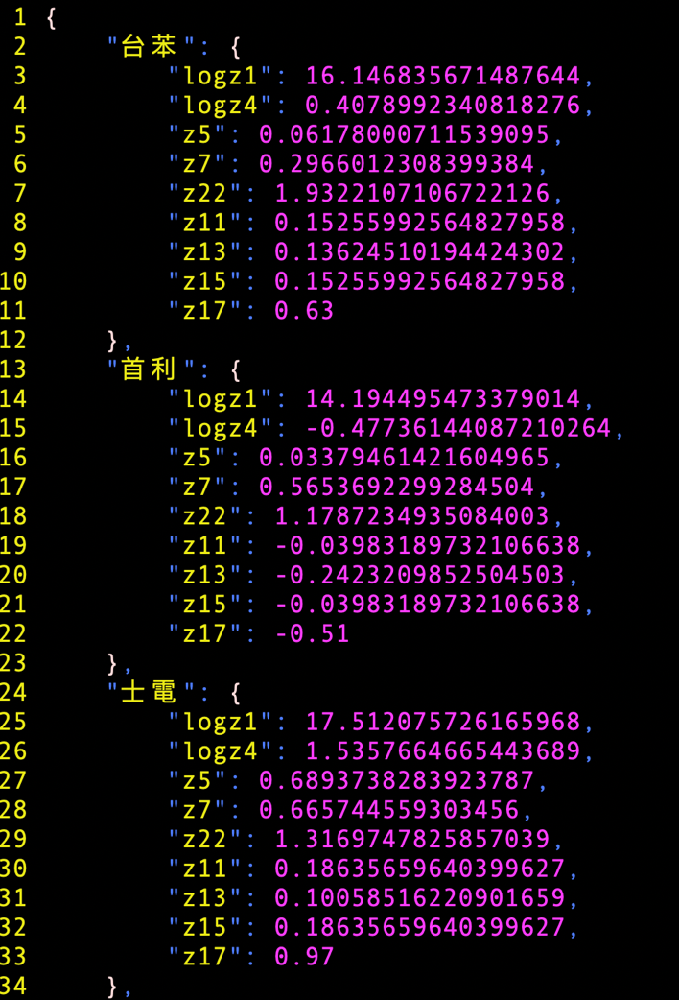 1 {
2     "台苯": {
3         "logz1": 16.146835671487644,
4         "logz4": 0.4078992340818276,
5         "z5": 0.06178000711539095,
6         "z7": 0.2966012308399384,
7         "z22": 1.9322107106722126,
8         "z11": 0.15255992564827958,
9         "z13": 0.13624510194424302,
10         "z15": 0.15255992564827958,
11         "z17": 0.63
12     },
13     "首利": {
14         "logz1": 14.194495473379014,
15         "logz4": -0.47736144087210264,
16         "z5": 0.033794614216049​65,
17         "z7": 0.5653692299284504,
18         "z22": 1.1787234935084003,
19         "z11": -0.03983189732106638,
20         "z13": -0.2423209852504503,
21         "z15": -0.03983189732106638,
22         "z17": -0.51
23     },
24     "士電": {
25         "logz1": 17.512075726165968,
26         "logz4": 1.5357664665443689,
27         "z5": 0.6893738283923787,
28         "z7": 0.665744559303456,
29         "z22": 1.3169747825857039,
30         "z11": 0.18635659640399627,
31         "z13": 0.10058516220901659,
32         "z15": 0.18635659640399627,
33         "z17": 0.97
34     },